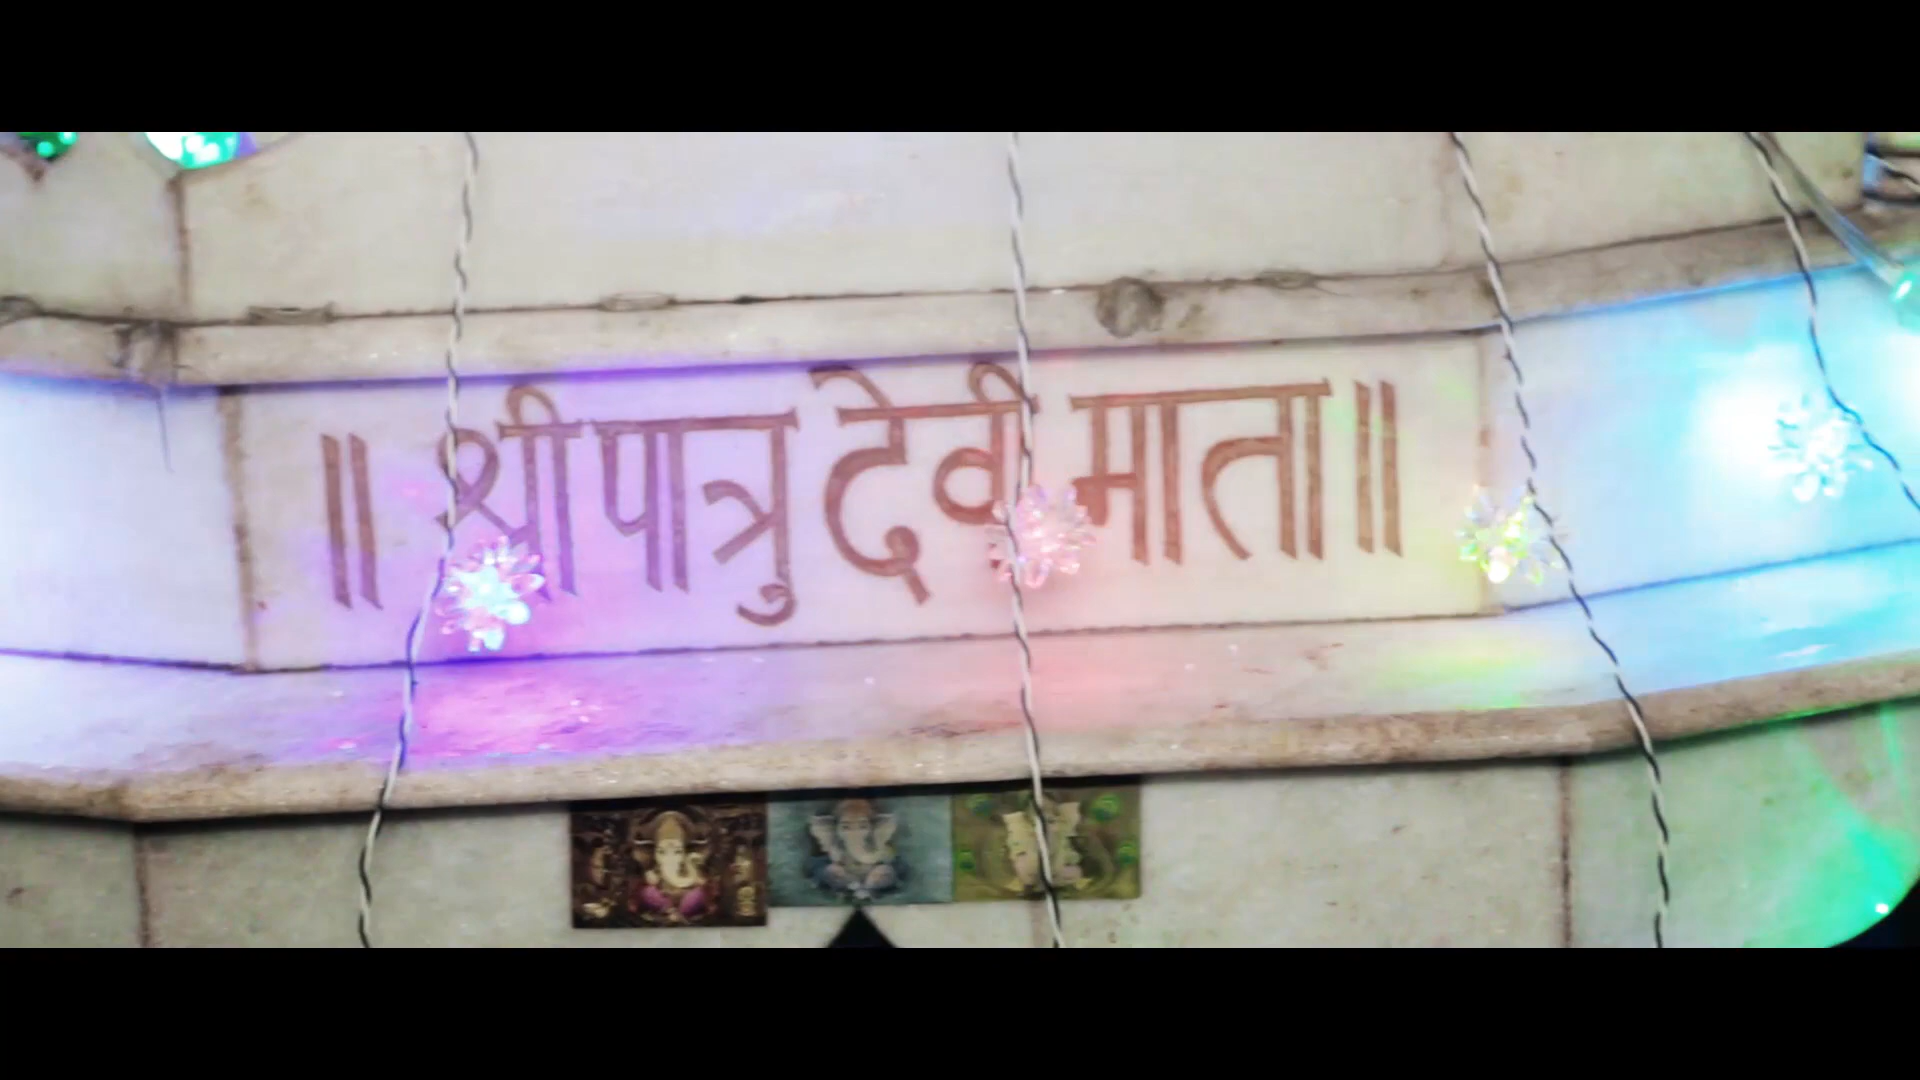 ॥ श्री पात्रु देवी माता ॥